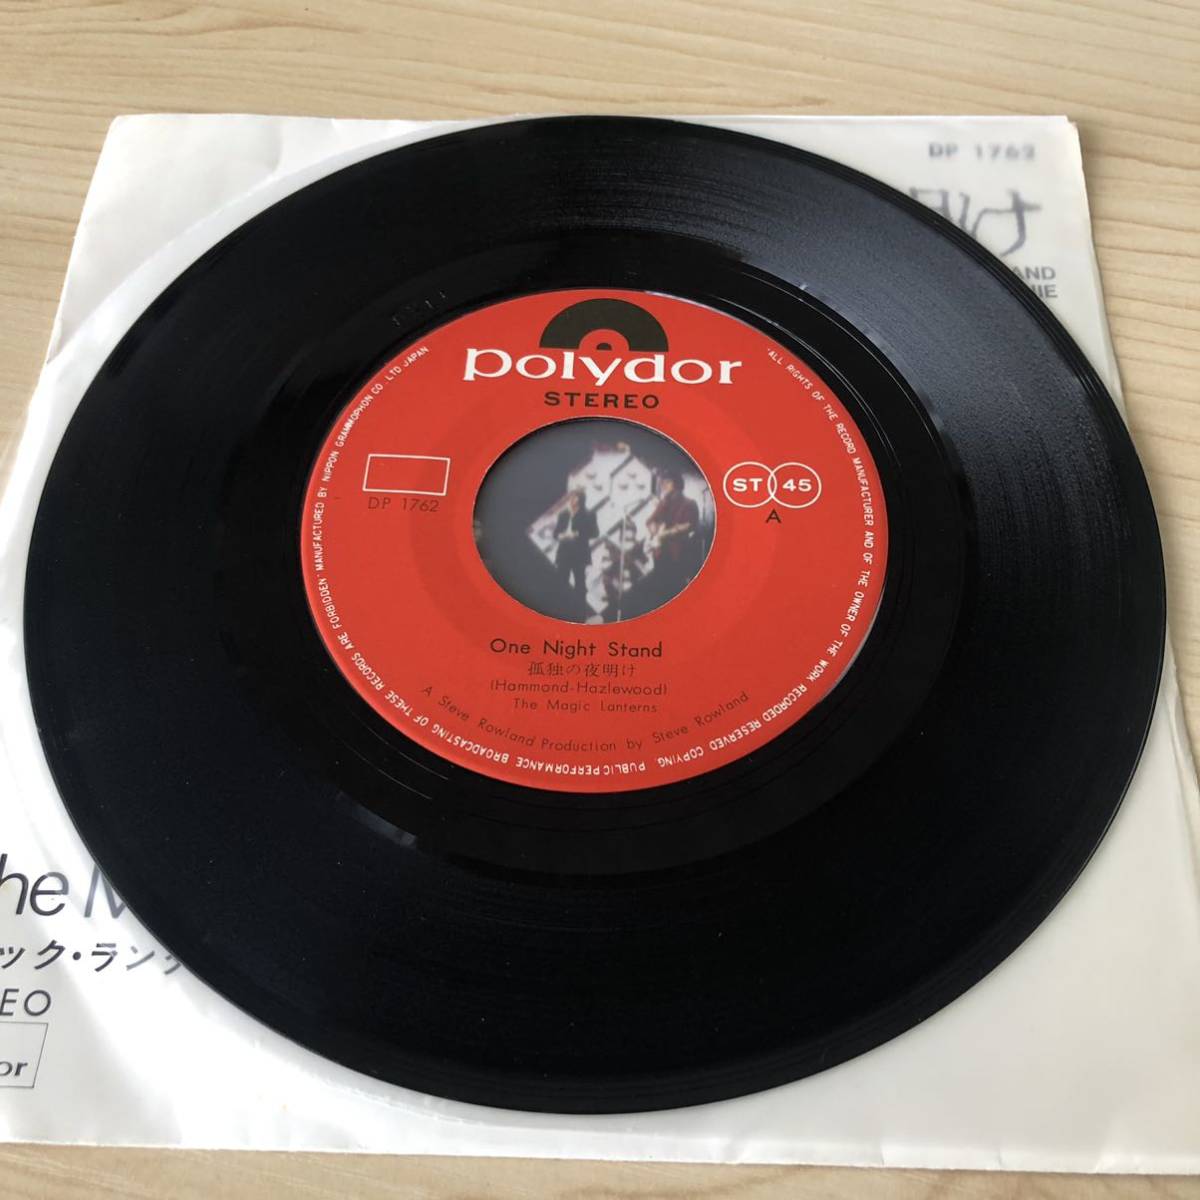 DP 1762
明け
AND
NIE
polydor
STEREO
DP 1762
ST 45
A
One Night Stand
孤独の夜明け
(Hammond-Hazlewood)
The Magic Lanterns
A Steve Rowland Production by Steve Rowland
ALL RIGHTS OF THE RECORD MANUFACTURER AND OF THE OWNER OF THE WORK RECORDED RESERVED COPYING, PUBLIC PERFORMANCE BROADCASTING OF THESE RECORDS ARE FORBIDDEN" MANUFACTURED BY NIPPON GRAMMOPHON CO., LTD JAPAN
he M
ック・ラン
EO
or